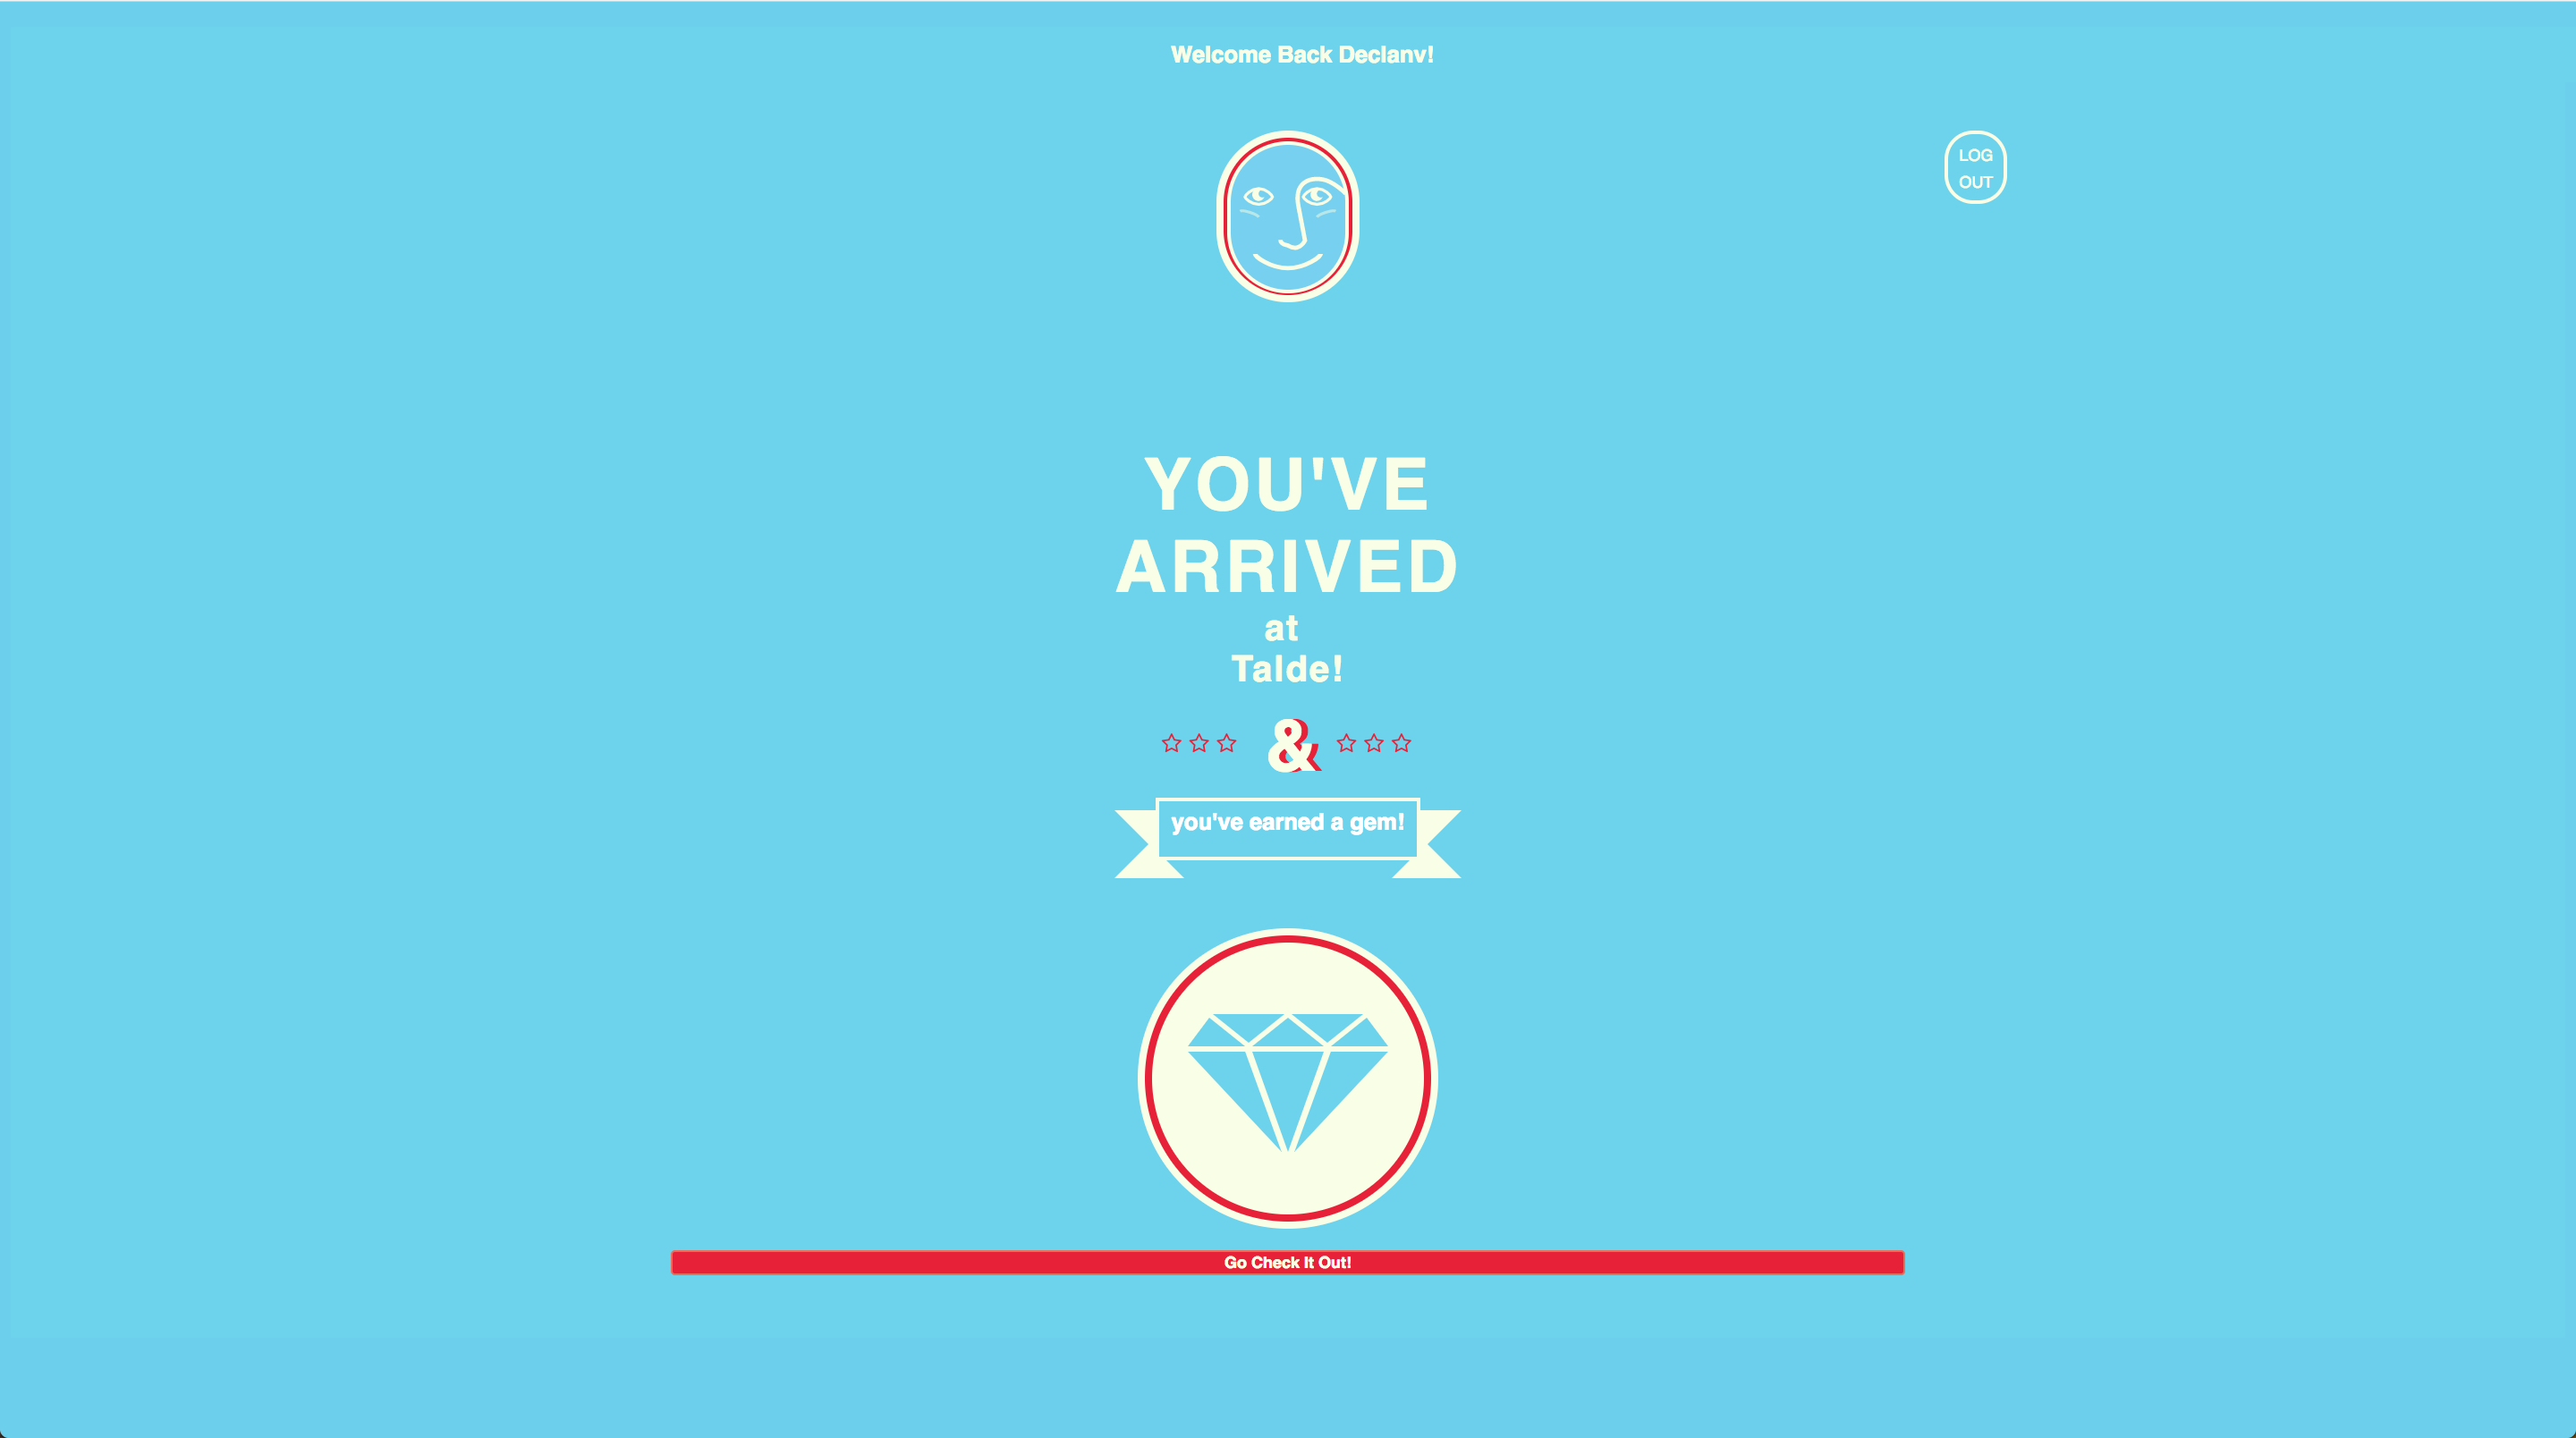 Welcome Back Declanv!
LOG
OUT
YOU'VE
ARRIVED
at
Talde!
&
you've earned a gem!
Go Check It Out!